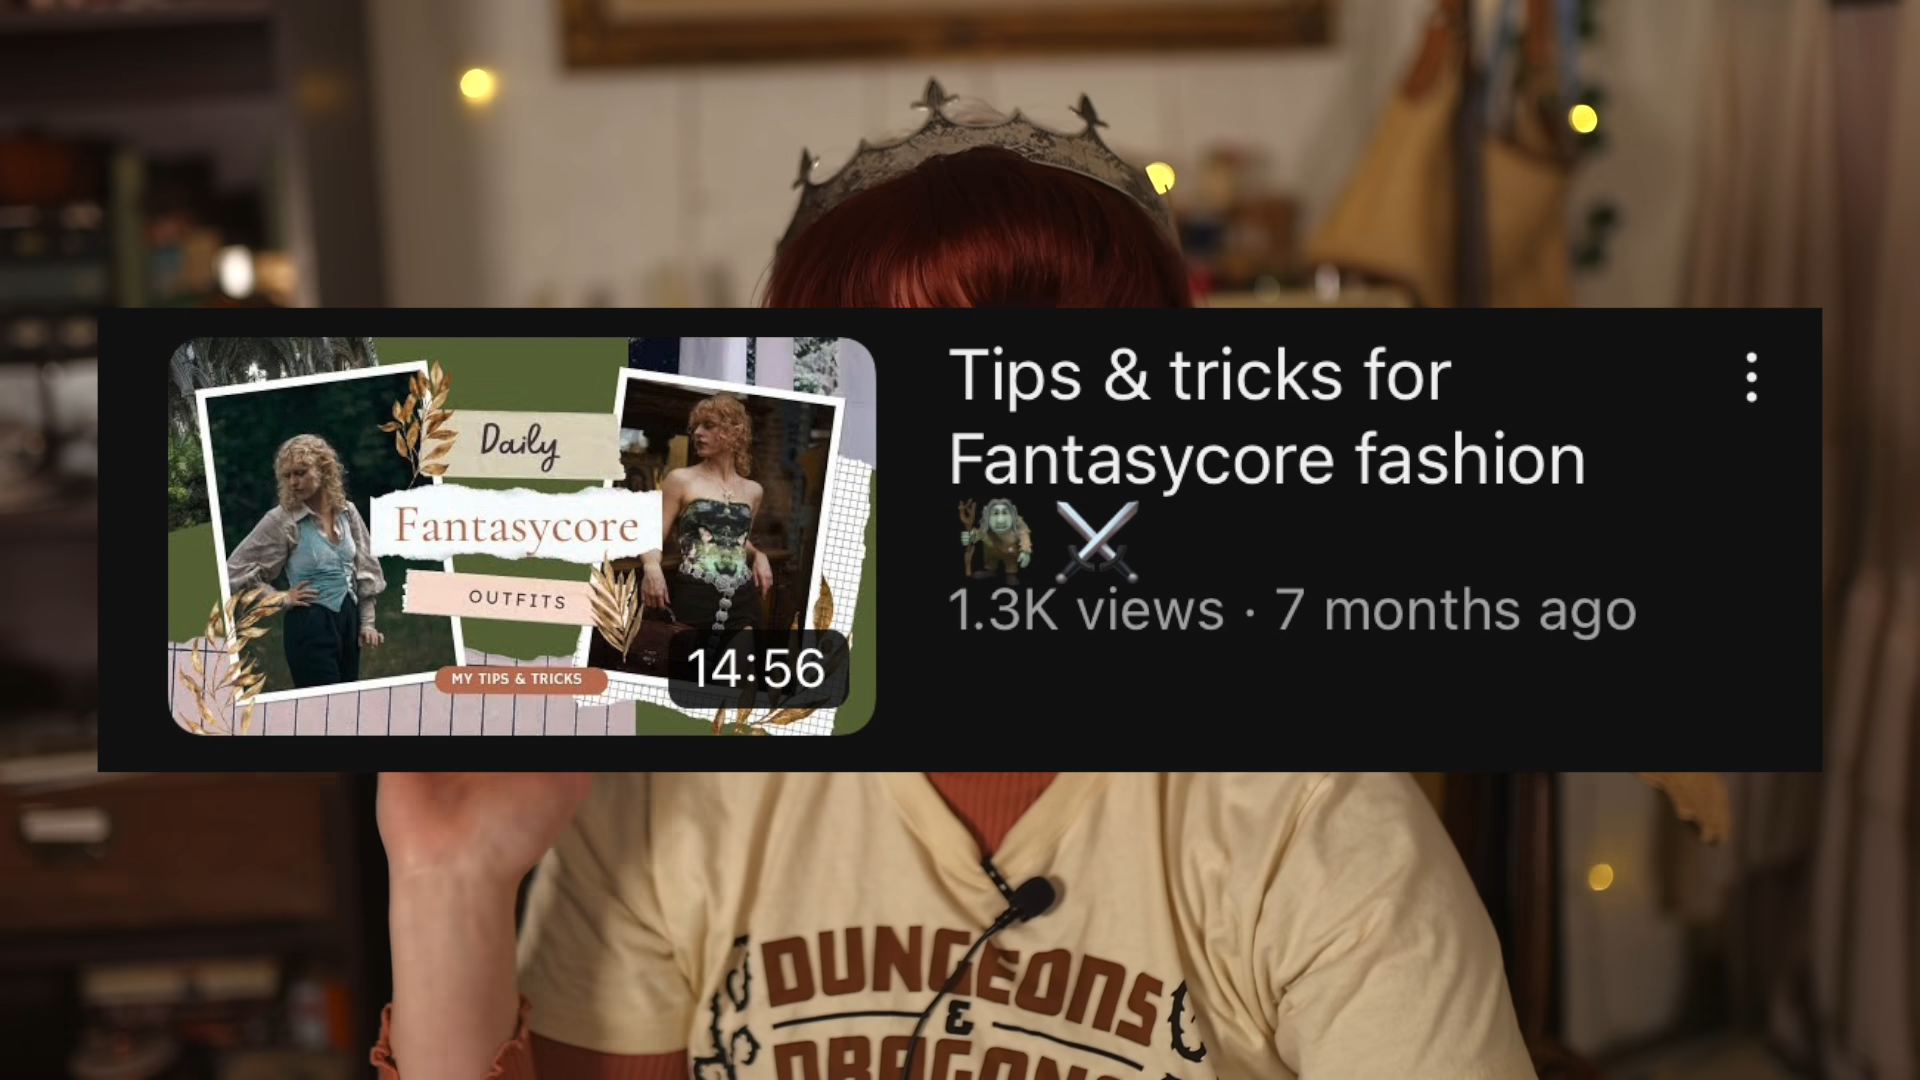 Daily
Fantasycore
OUTFITS
MY TIPS & TRICKS
14:56
Tips & tricks for
Fantasycore fashion
🧌 ⚔️
1.3K views · 7 months ago
DUNGEONS
&
DRAGONS